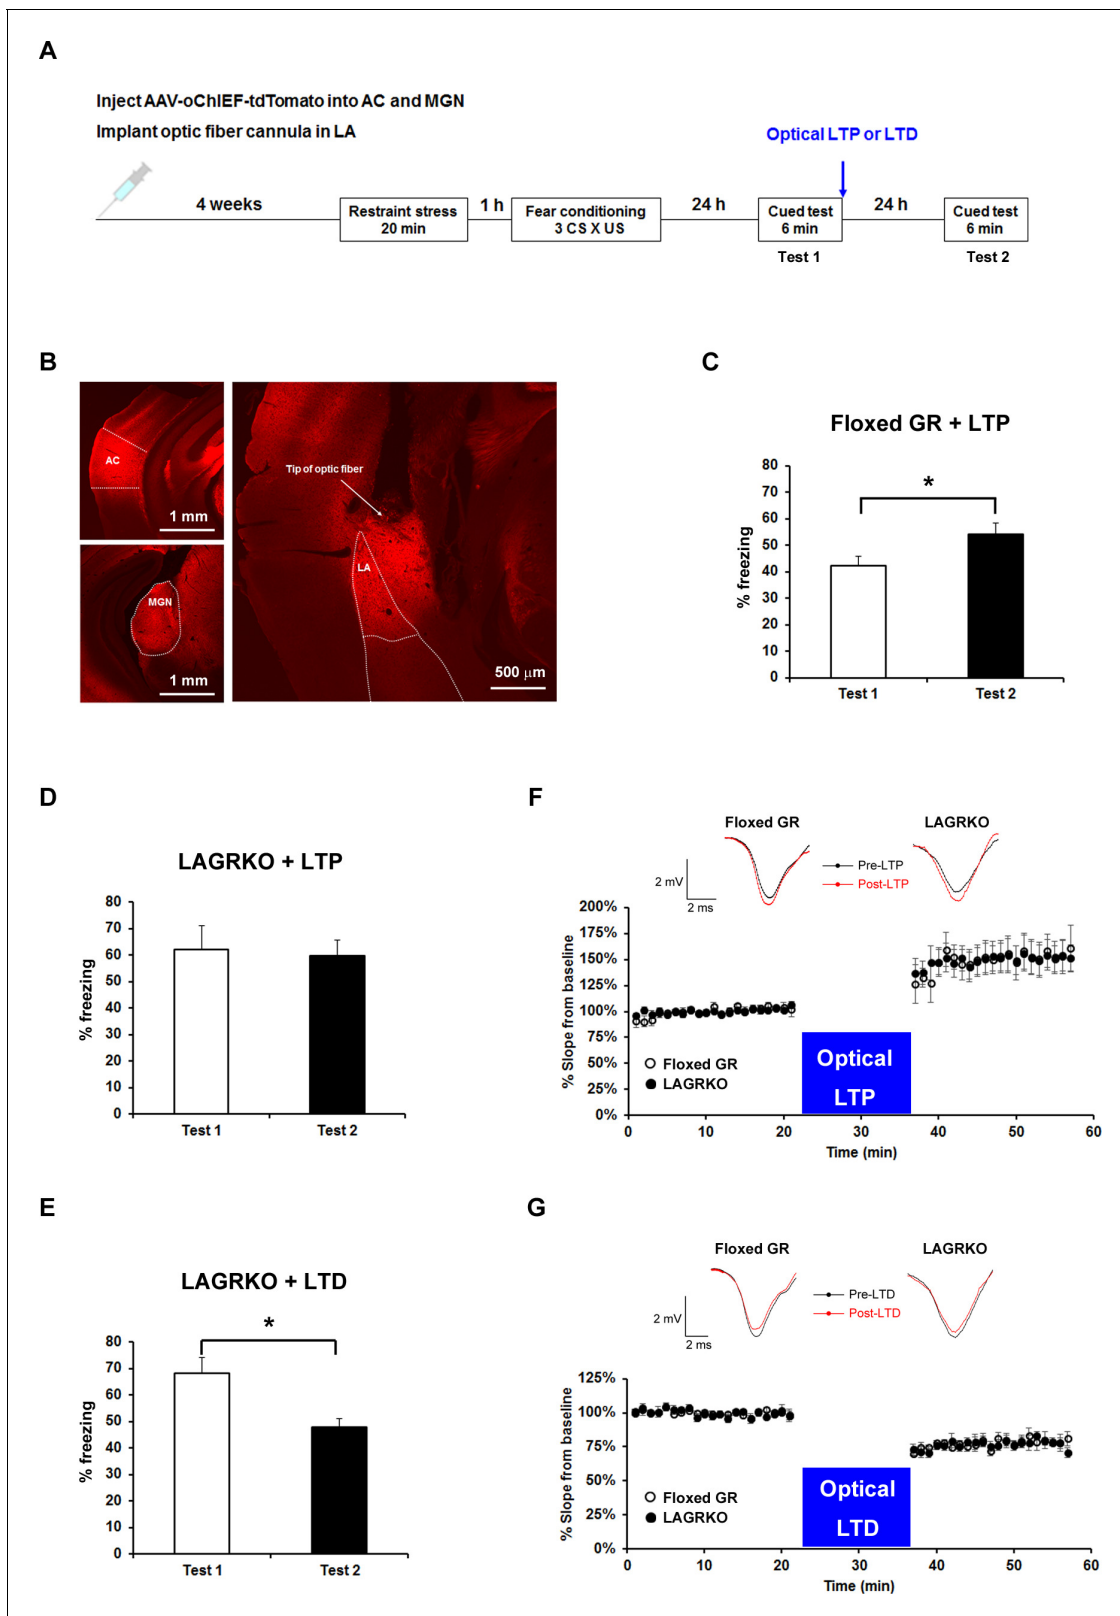 A
Inject AAV-oChIEF-tdTomato into AC and MGN
Implant optic fiber cannula in LA
Optical LTP or LTD
4 weeks
Restraint stress
20 min
1 h
Fear conditioning
3 CS X US
24 h
Cued test
6 min
24 h
Cued test
6 min
Test 1
Test 2
B
AC
1 mm
MGN
1 mm
Tip of optic fiber
LA
500 μm
C
Floxed GR + LTP
% freezing
80
70
60
50
40
30
20
10
0
*
Test 1
Test 2
D
LAGRKO + LTP
% freezing
80
70
60
50
40
30
20
10
0
Test 1
Test 2
E
LAGRKO + LTD
% freezing
80
70
60
50
40
30
20
10
0
*
Test 1
Test 2
F
Floxed GR
LAGRKO
2 mV
2 ms
Pre-LTP
Post-LTP
% Slope from baseline
200%
175%
150%
125%
100%
75%
50%
25%
0%
Floxed GR
LAGRKO
Optical
LTP
0
10
20
30
40
50
60
Time (min)
G
Floxed GR
LAGRKO
2 mV
2 ms
Pre-LTD
Post-LTD
% Slope from baseline
125%
100%
75%
50%
25%
0%
Floxed GR
LAGRKO
Optical
LTD
0
10
20
30
40
50
60
Time (min)